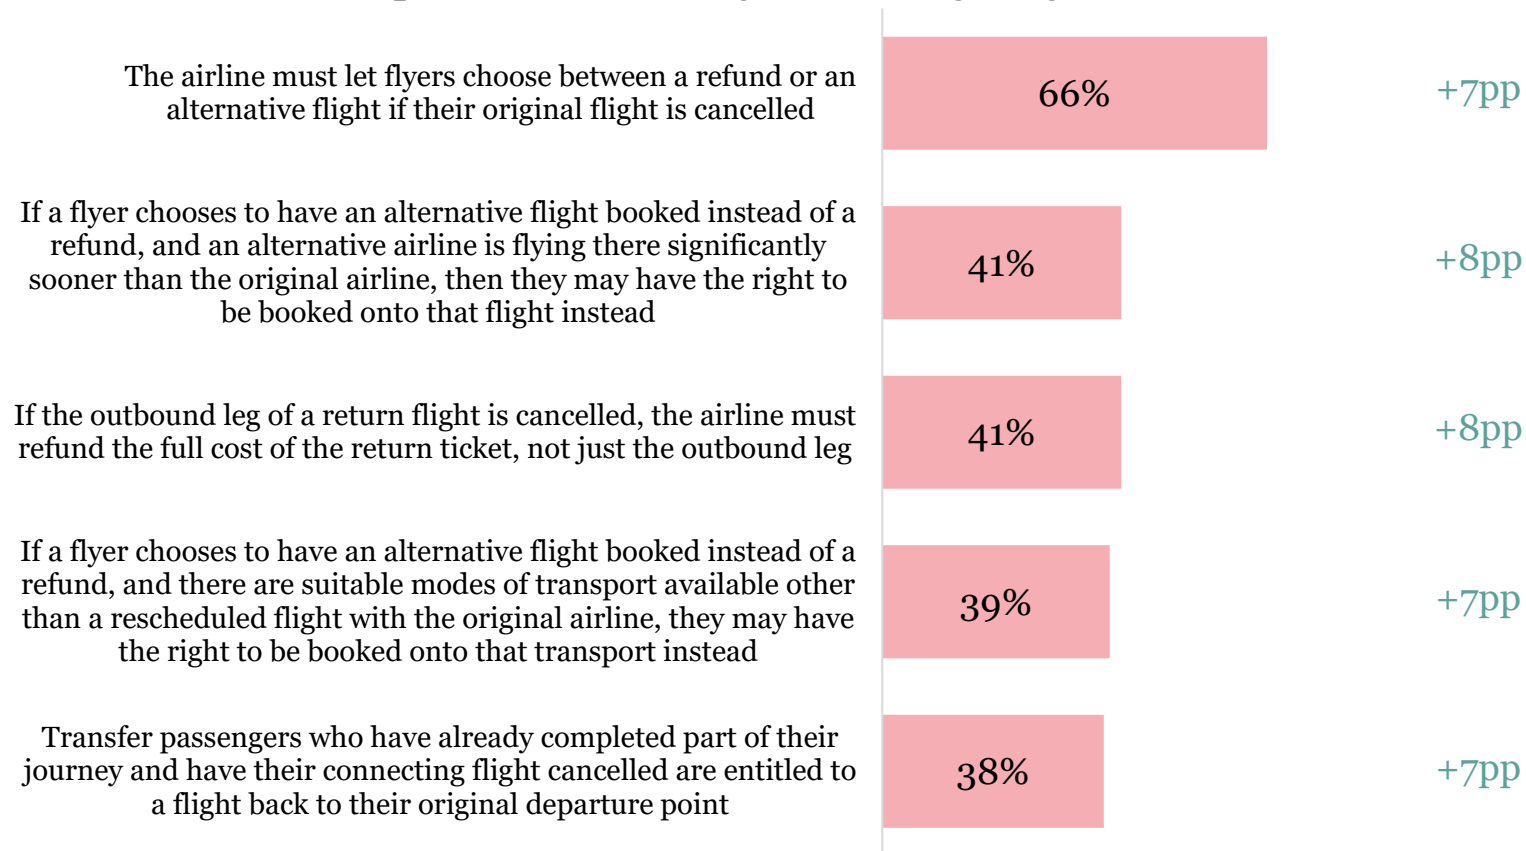 The airline must let flyers choose between a refund or an
alternative flight if their original flight is cancelled
66%
+7pp
If a flyer chooses to have an alternative flight booked instead of a
refund, and an alternative airline is flying there significantly
sooner than the original airline, then they may have the right to
be booked onto that flight instead
41%
+8pp
If the outbound leg of a return flight is cancelled, the airline must
refund the full cost of the return ticket, not just the outbound leg
41%
+8pp
If a flyer chooses to have an alternative flight booked instead of a
refund, and there are suitable modes of transport available other
than a rescheduled flight with the original airline, they may have
the right to be booked onto that transport instead
39%
+7pp
Transfer passengers who have already completed part of their
journey and have their connecting flight cancelled are entitled to
a flight back to their original departure point
38%
+7pp